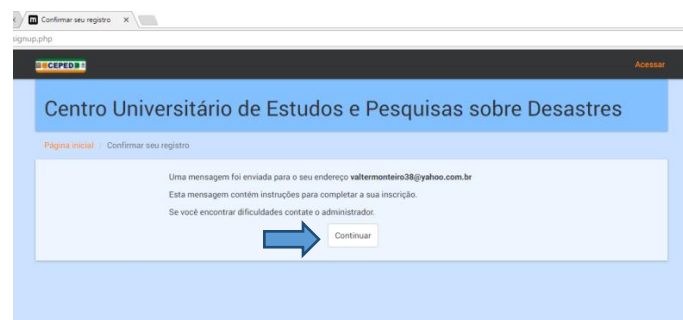 Confirmar seu registro
signup.php
CEPED
Acessar
Centro Universitário de Estudos e Pesquisas sobre Desastres
Página inicial / Confirmar seu registro
Uma mensagem foi enviada para o seu endereço valtermonteiro38@yahoo.com.br
Esta mensagem contém instruções para completar a sua inscrição.
Se você encontrar dificuldades contate o administrador.
Continuar